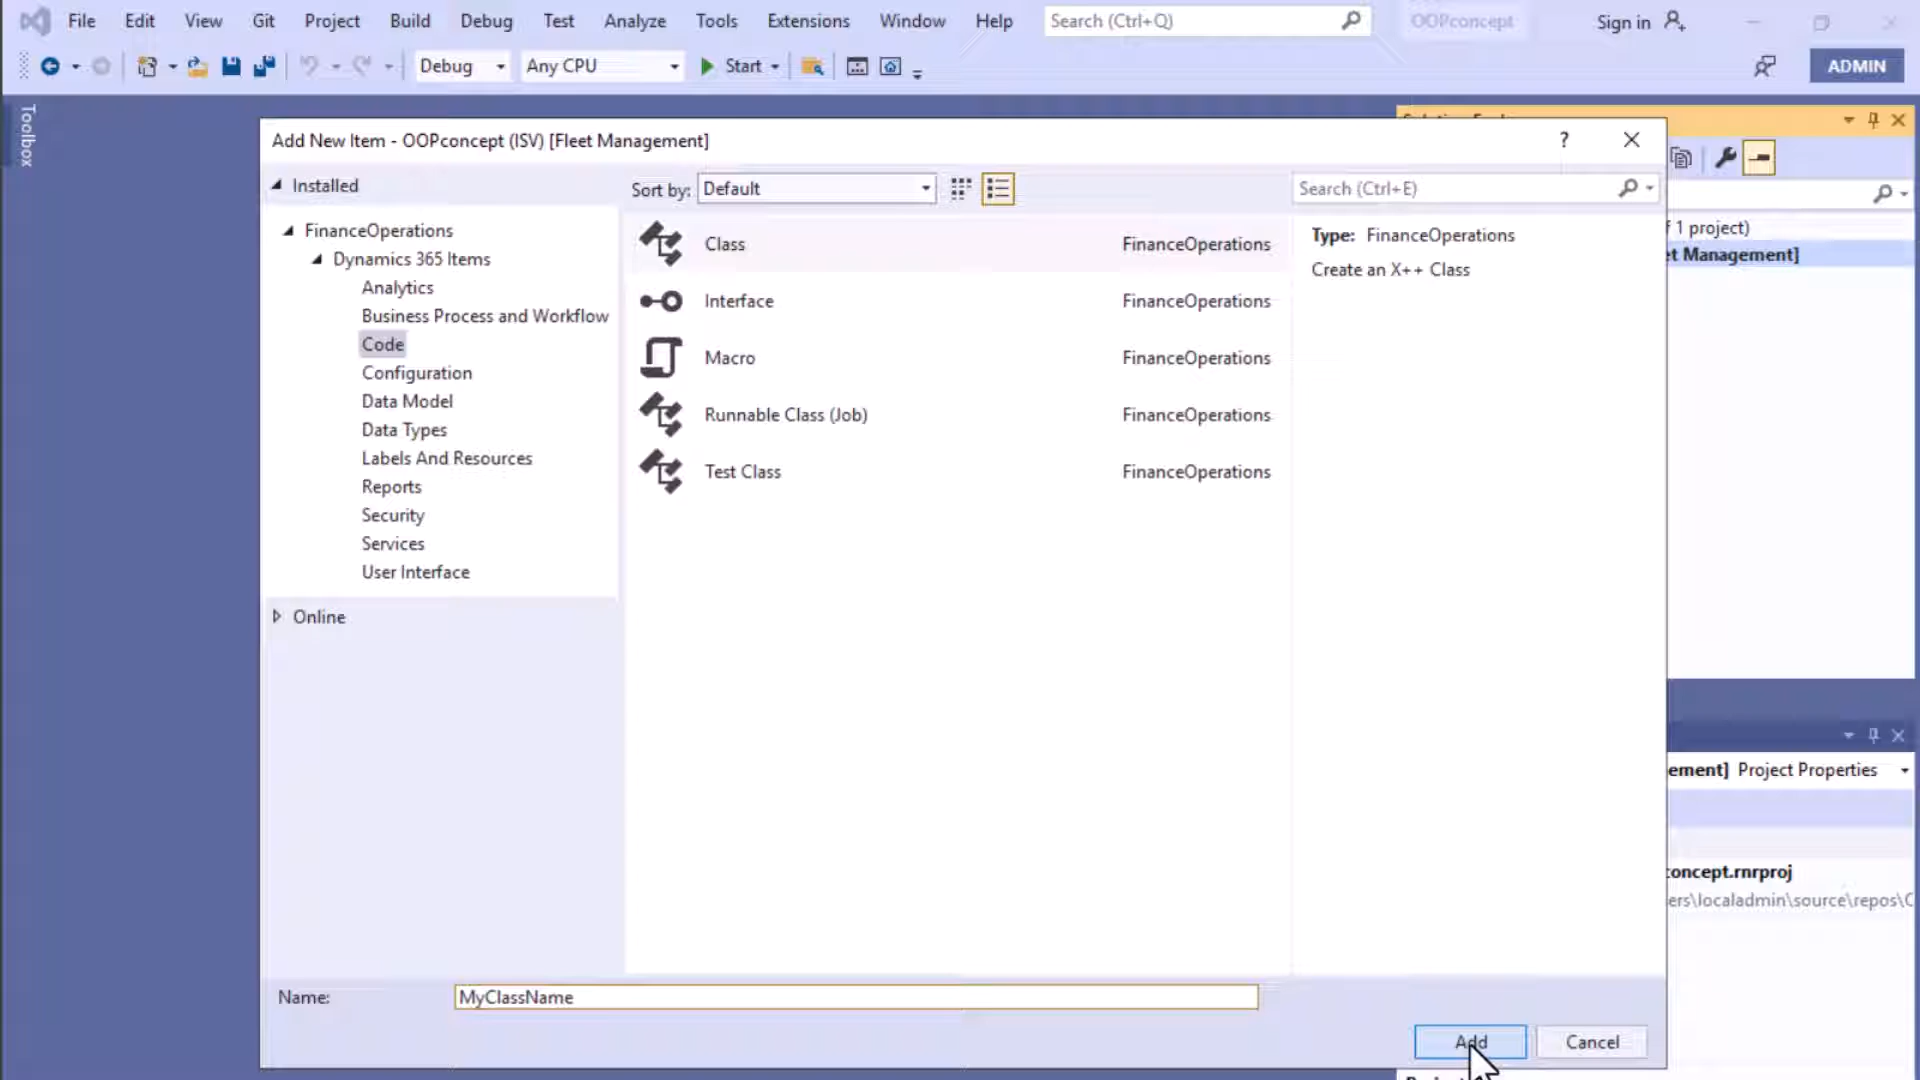 File Edit View Git Project Build Debug Test Analyze Tools Extensions Window Help Search (Ctrl+Q) OOPconcept Sign in
Debug Any CPU Start ADMIN
Toolbox
Add New Item - OOPconcept (ISV) [Fleet Management] ?
Installed
Sort by: Default
Search (Ctrl+E)
FinanceOperations
Dynamics 365 Items
Analytics
Business Process and Workflow
Code
Configuration
Data Model
Data Types
Labels And Resources
Reports
Security
Services
User Interface
Online
Class FinanceOperations
Interface FinanceOperations
Macro FinanceOperations
Runnable Class (Job) FinanceOperations
Test Class FinanceOperations
Type: FinanceOperations
Create an X++ Class
f 1 project)
et Management]
ement] Project Properties
concept.rnrproj
ers\localadmin\source\repos\O
Name: MyClassName
Add Cancel